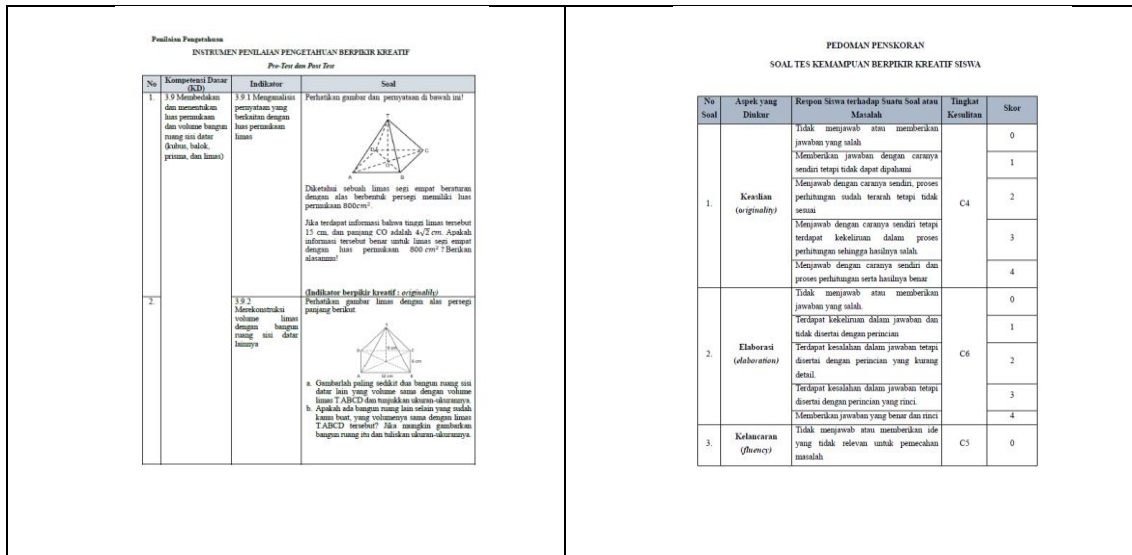 Penilaian Pengetahuan
INSTRUMEN PENILAIAN PENGETAHUAN BERPIKIR KREATIF
Pre-Test dan Post Test
No Kompetensi Dasar (KD) Indikator Soal
1. 3.9 Membedakan
dan menentukan
luas permukaan
dan volume bangun
ruang sisi datar
(kubus, balok,
prisma, dan limas)
3.9.1 Menganalisis
pernyataan yang
berkaitan dengan
luas permukaan
limas
Perhatikan gambar dan pernyataan di bawah ini!
T
D C
O
A B
Diketahui sebuah limas segi empat beraturan
dengan alas berbentuk persegi memiliki luas
permukaan 800cm².
Jika terdapat informasi bahwa tinggi limas tersebut
15 cm, dan panjang CO adalah 4√2 cm. Apakah
informasi tersebut benar untuk limas segi empat
dengan luas permukaan 800 cm² ? Berikan
alasanmu!
(Indikator berpikir kreatif : originality)
2. 3.9.2
Merekonstruksi
volume limas
dengan bangun
ruang sisi datar
lainnya
Perhatikan gambar limas dengan alas persegi
panjang berikut.
a. Gambarlah paling sedikit dua bangun ruang sisi
datar lain yang volume sama dengan volume
limas T.ABCD dan tunjukkan ukuran-ukurannya.
b. Apakah ada bangun ruang lain selain yang sudah
kamu buat, yang volumenya sama dengan limas
T.ABCD tersebut? Jika mungkin gambarkan
bangun ruang itu dan tuliskan ukuran-ukurannya.
PEDOMAN PENSKORAN
SOAL TES KEMAMPUAN BERPIKIR KREATIF SISWA
No Soal Aspek yang Diukur Respon Siswa terhadap Suatu Soal atau Masalah Tingkat Kesulitan Skor
1. Keaslian (originality) C4
Tidak menjawab atau memberikan
jawaban yang salah 0
Memberikan jawaban dengan caranya
sendiri tetapi tidak dapat dipahami 1
Menjawab dengan caranya sendiri, proses
perhitungan sudah terarah tetapi tidak
sesuai 2
Menjawab dengan caranya sendiri tetapi
terdapat kekeliruan dalam proses
perhitungan sehingga hasilnya salah. 3
Menjawab dengan caranya sendiri dan
proses perhitungan serta hasilnya benar 4
2. Elaborasi (elaboration) C6
Tidak menjawab atau memberikan
jawaban yang salah. 0
Terdapat kekeliruan dalam jawaban dan
tidak disertai dengan perincian 1
Terdapat kesalahan dalam jawaban tetapi
disertai dengan perincian yang kurang
detail. 2
Terdapat kesalahan dalam jawaban tetapi
disertai dengan perincian yang rinci. 3
Memberikan jawaban yang benar dan rinci 4
3. Kelancaran (fluency) C5
Tidak menjawab atau memberikan ide
yang tidak relevan untuk pemecahan
masalah 0